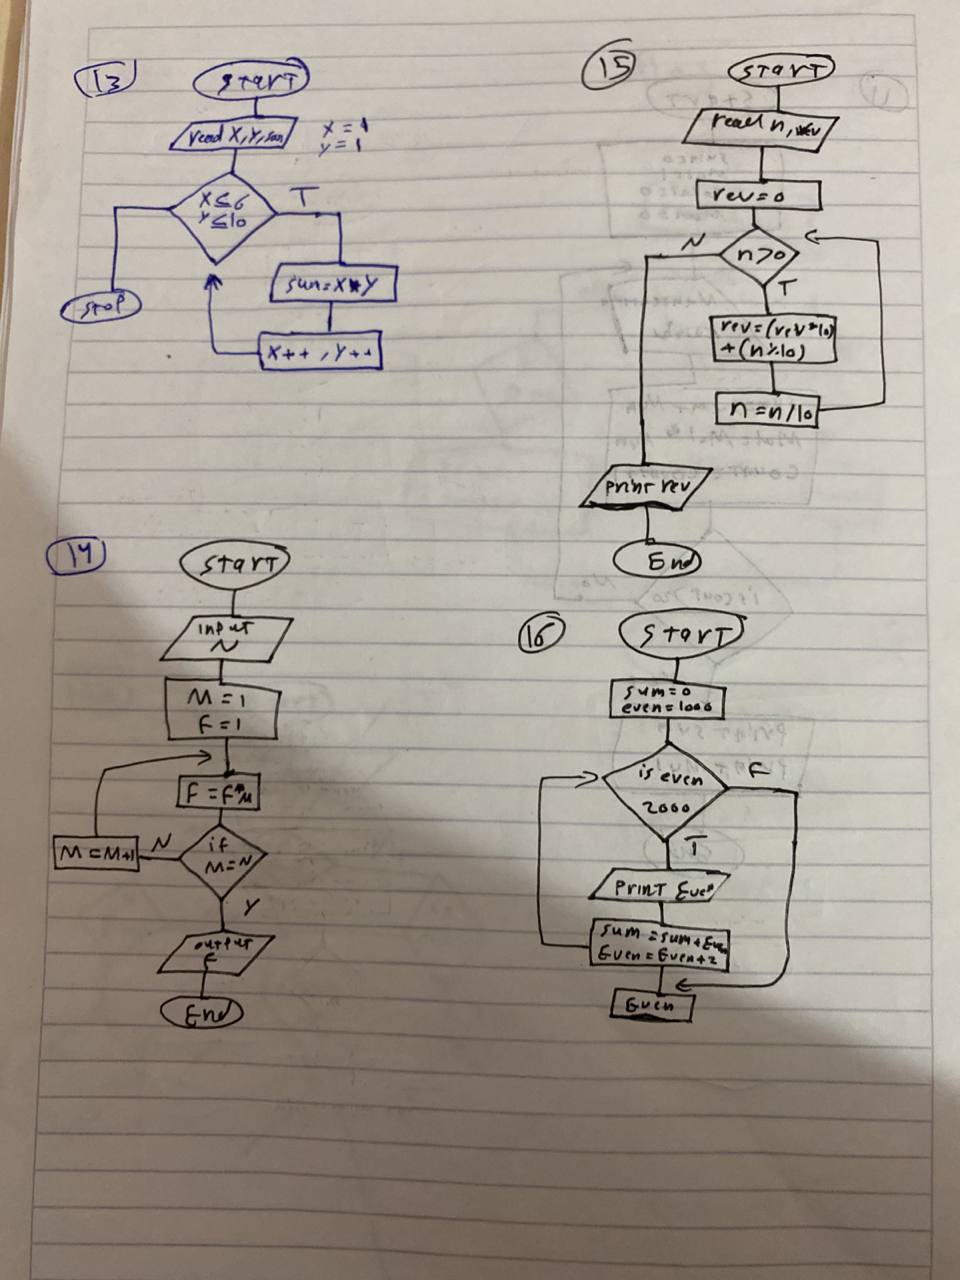 13
START
read X, Y, sum
X = 1
Y = 1
X ≤ 6
Y ≤ 10
T
sum = X * Y
X++ , Y++
stop
15
START
read n, rev
rev = 0
n > 0
N
T
rev = (rev * 10)
+ (n % 10)
n = n / 10
print rev
End
14
START
input
N
M = 1
F = 1
F = F * M
if
M = N
N
M = M + 1
Y
output
F
End
16
START
sum = 0
even = 1000
is even
2000
F
T
print Even
sum = sum + Even
Even = Even + 2
Even